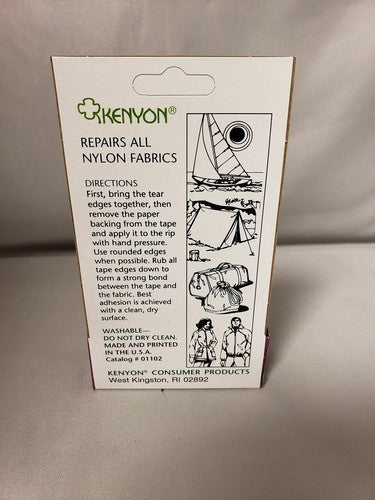 KENYON®
REPAIRS ALL
NYLON FABRICS
DIRECTIONS
First, bring the tear
edges together, then
remove the paper
backing from the tape
and apply it to the rip
with hand pressure.
Use rounded edges
when possible. Rub all
tape edges down to
form a strong bond
between the tape and
the fabric. Best
adhesion is achieved
with a clean, dry
surface.
WASHABLE—
DO NOT DRY CLEAN.
MADE AND PRINTED
IN THE U.S.A.
Catalog # 01102
KENYON® CONSUMER PRODUCTS
West Kingston, RI 02892